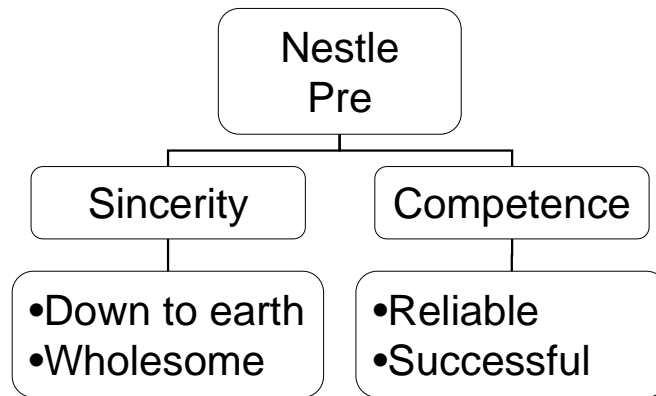 Nestle
Pre
Sincerity
Competence
•Down to earth
•Wholesome
•Reliable
•Successful